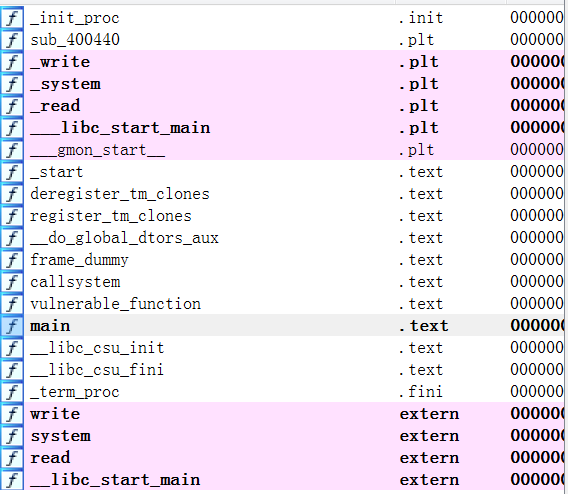 f _init_proc .init 000000
f sub_400440 .plt 000000
f _write .plt 000000
f _system .plt 000000
f _read .plt 000000
f ___libc_start_main .plt 000000
f ___gmon_start__ .plt 000000
f _start .text 000000
f deregister_tm_clones .text 000000
f register_tm_clones .text 000000
f __do_global_dtors_aux .text 000000
f frame_dummy .text 000000
f callsystem .text 000000
f vulnerable_function .text 000000
f main .text 000000
f __libc_csu_init .text 000000
f __libc_csu_fini .text 000000
f _term_proc .fini 000000
f write extern 000000
f system extern 000000
f read extern 000000
f __libc_start_main extern 000000